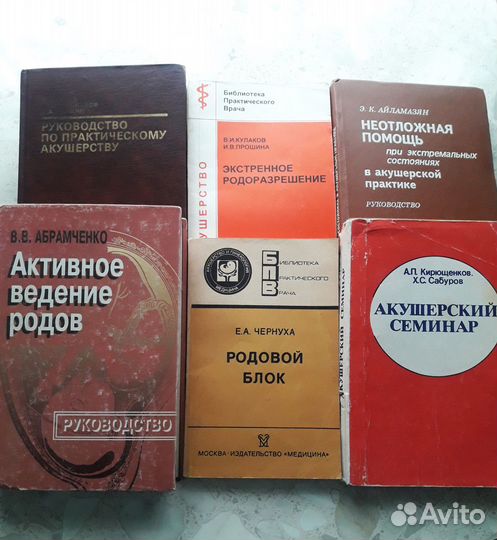 РУКОВОДСТВО
ПО ПРАКТИЧЕСКОМУ
АКУШЕРСТВУ
Библиотека
Практического
Врача
В.И.КУЛАКОВ
И.В.ПРОШИНА
ЭКСТРЕННОЕ
РОДОРАЗРЕШЕНИЕ
Э. К. АЙЛАМАЗЯН
НЕОТЛОЖНАЯ
ПОМОЩЬ
при экстремальных
состояниях
в акушерской
практике
РУКОВОДСТВО
В.В. АБРАМЧЕНКО
Активное
ведение
родов
РУКОВОДСТВО
БИБЛИОТЕКА
ПРАКТИЧЕСКОГО
ВРАЧА
Е.А. ЧЕРНУХА
РОДОВОЙ
БЛОК
МОСКВА·ИЗДАТЕЛЬСТВО «МЕДИЦИНА»
АКУШЕРСКИЙ СЕМИНАР
А.П. Кирющенков,
Х.С. Сабуров
АКУШЕРСКИЙ
СЕМИНАР
Avito